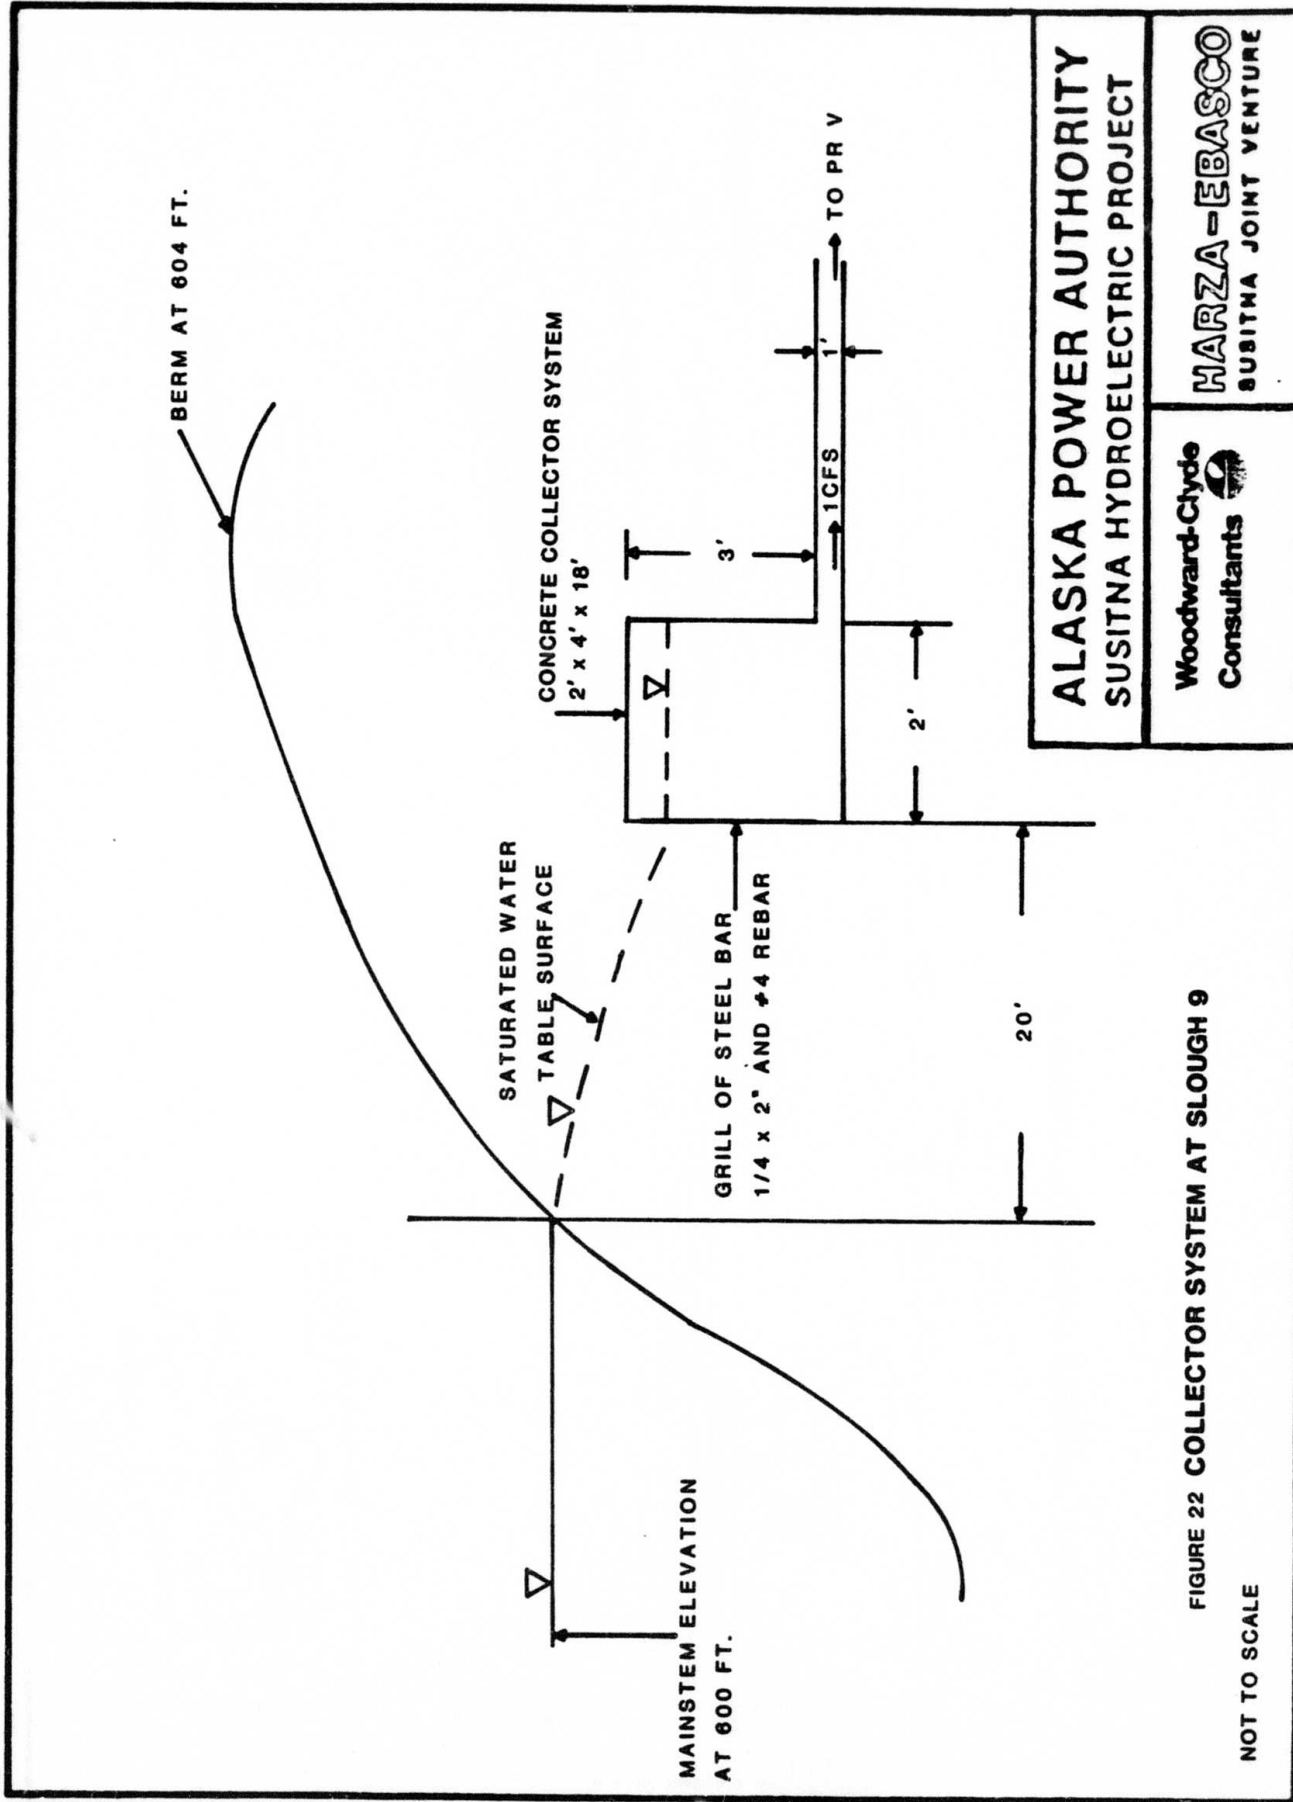 BERM AT 604 FT.
CONCRETE COLLECTOR SYSTEM
2' x 4' x 18'
SATURATED WATER
TABLE SURFACE
3'
1'
1CFS
TO PR V
2'
GRILL OF STEEL BAR
1/4 x 2" AND #4 REBAR
20'
MAINSTEM ELEVATION
AT 600 FT.
FIGURE 22 COLLECTOR SYSTEM AT SLOUGH 9
NOT TO SCALE
ALASKA POWER AUTHORITY
SUSITNA HYDROELECTRIC PROJECT
Woodward-Clyde
Consultants
HARZA-EBASCO
SUSITNA JOINT VENTURE